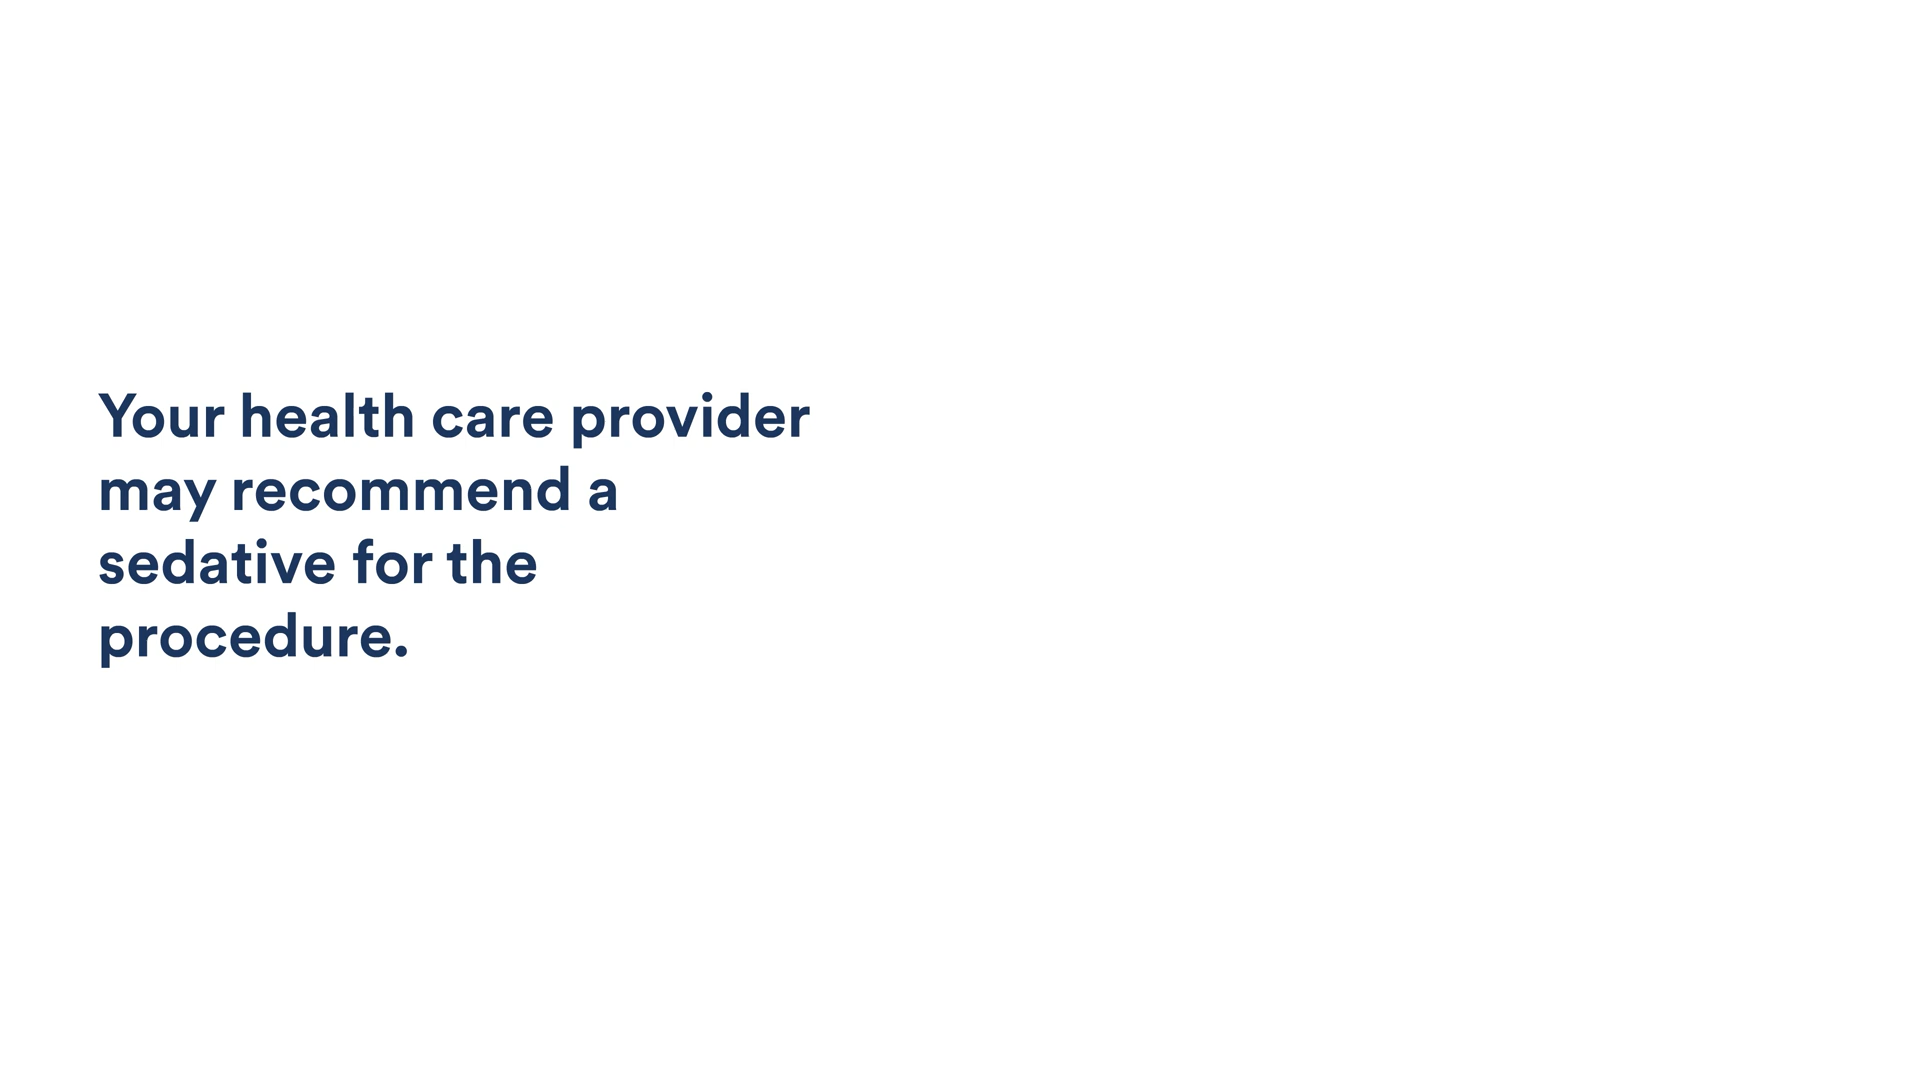 Your health care provider
may recommend a
sedative for the
procedure.